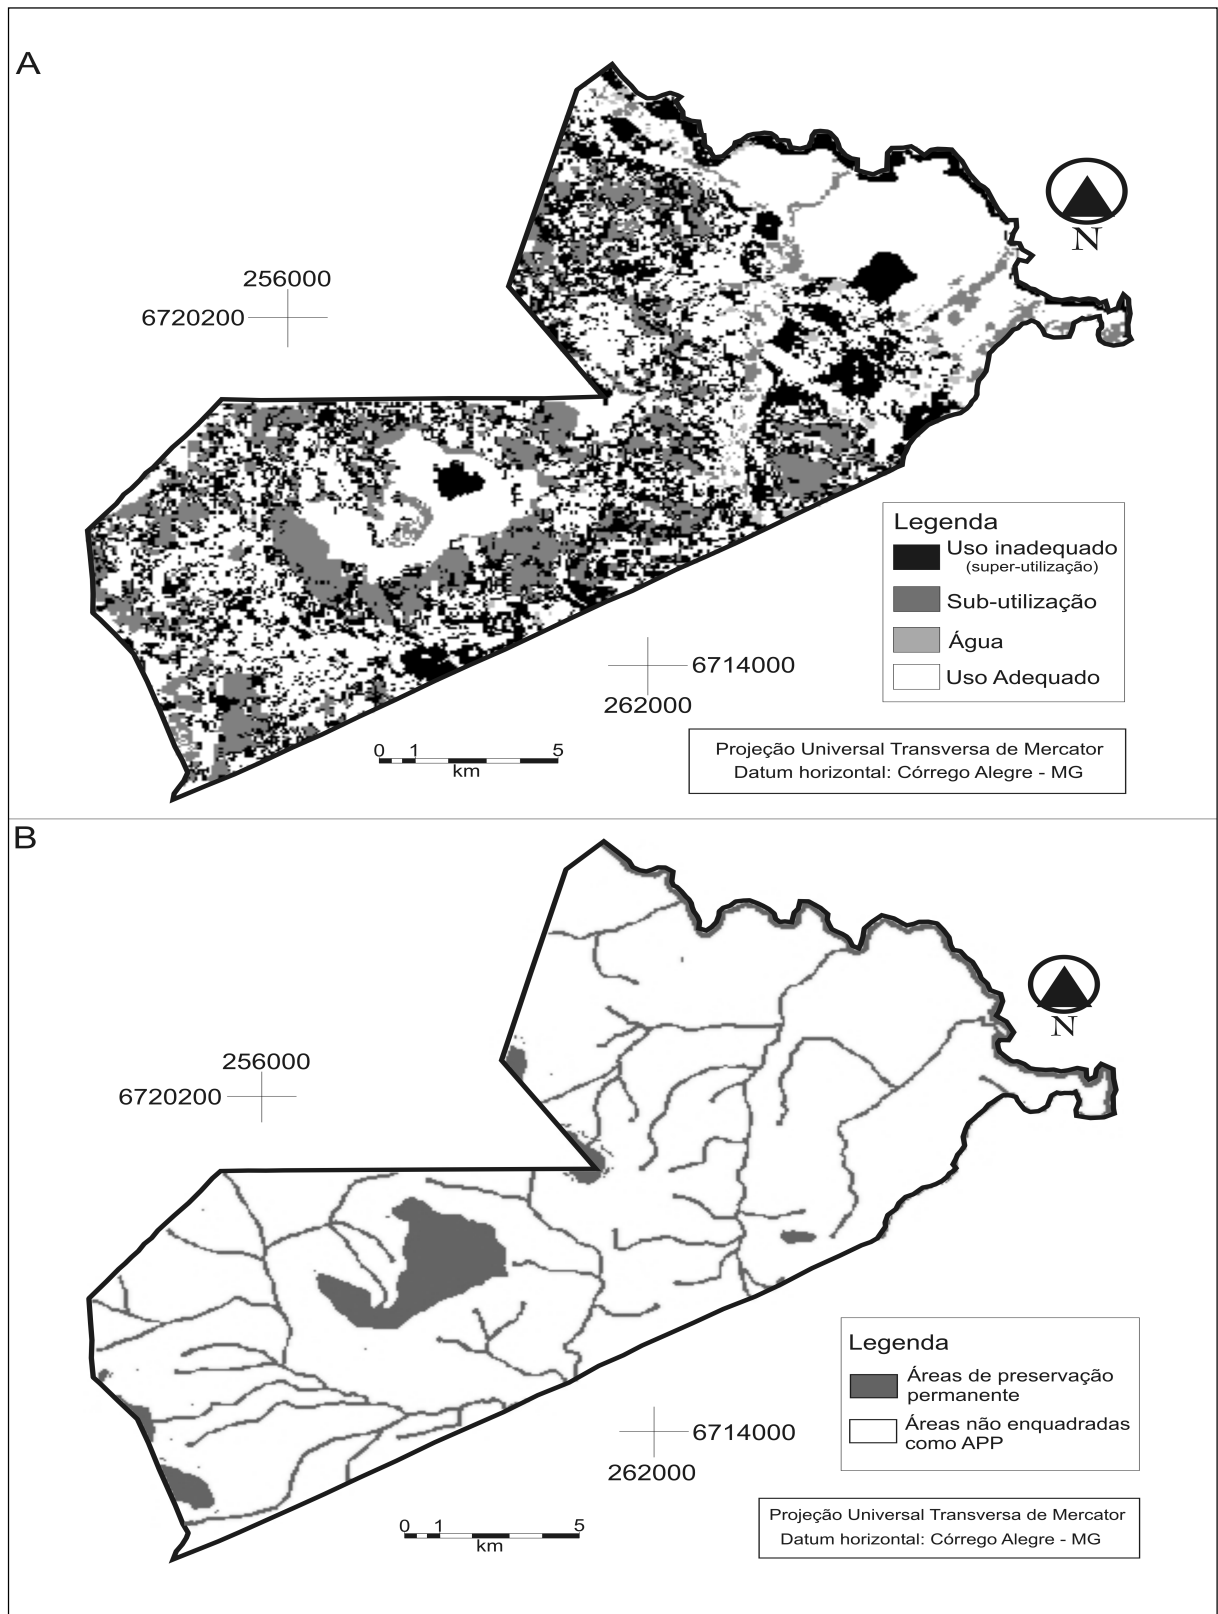 A
N
256000
6720200
Legenda
Uso inadequado
(super-utilização)
Sub-utilização
Água
Uso Adequado
6714000
262000
0 1 5
km
Projeção Universal Transversa de Mercator
Datum horizontal: Córrego Alegre - MG
B
N
256000
6720200
Legenda
Áreas de preservação
permanente
Áreas não enquadradas
como APP
6714000
262000
0 1 5
km
Projeção Universal Transversa de Mercator
Datum horizontal: Córrego Alegre - MG